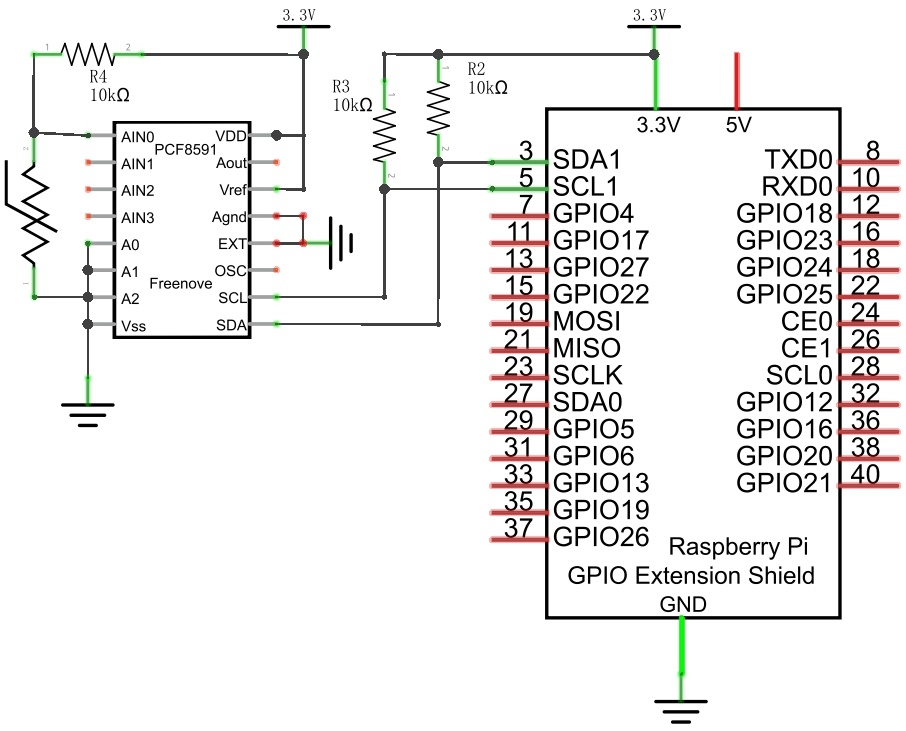 3.3V
3.3V
1
2
R4
10kΩ
R3
10kΩ
1
2
R2
10kΩ
1
2
2
1
PCF8591
Freenove
AIN0
AIN1
AIN2
AIN3
A0
A1
A2
Vss
VDD
Aout
Vref
Agnd
EXT
OSC
SCL
SDA
3.3V
5V
3 SDA1
5 SCL1
7 GPIO4
11 GPIO17
13 GPIO27
15 GPIO22
19 MOSI
21 MISO
23 SCLK
27 SDA0
29 GPIO5
31 GPIO6
33 GPIO13
35 GPIO19
37 GPIO26
TXD0 8
RXD0 10
GPIO18 12
GPIO23 16
GPIO24 18
GPIO25 22
CE0 24
CE1 26
SCL0 28
GPIO12 32
GPIO16 36
GPIO20 38
GPIO21 40
Raspberry Pi
GPIO Extension Shield
GND